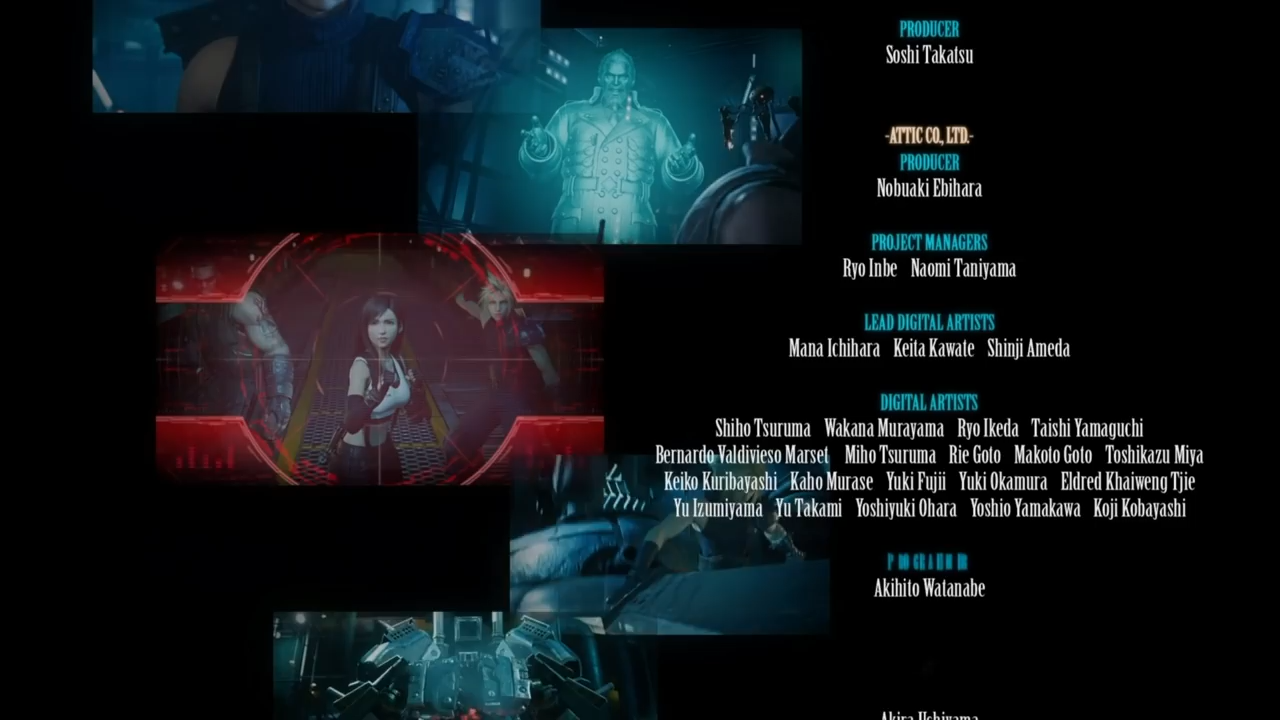 PRODUCER
Soshi Takatsu
-ATTIC CO., LTD.-
PRODUCER
Nobuaki Ebihara
PROJECT MANAGERS
Ryo Inbe Naomi Taniyama
LEAD DIGITAL ARTISTS
Mana Ichihara Keita Kawate Shinji Ameda
DIGITAL ARTISTS
Shiho Tsuruma Wakana Murayama Ryo Ikeda Taishi Yamaguchi
Bernardo Valdivieso Marset Miho Tsuruma Rie Goto Makoto Goto Toshikazu Miya
Keiko Kuribayashi Kaho Murase Yuki Fujii Yuki Okamura Eldred Khaiweng Tjie
Yu Izumiyama Yu Takami Yoshiyuki Ohara Yoshio Yamakawa Koji Kobayashi
Akihito Watanabe